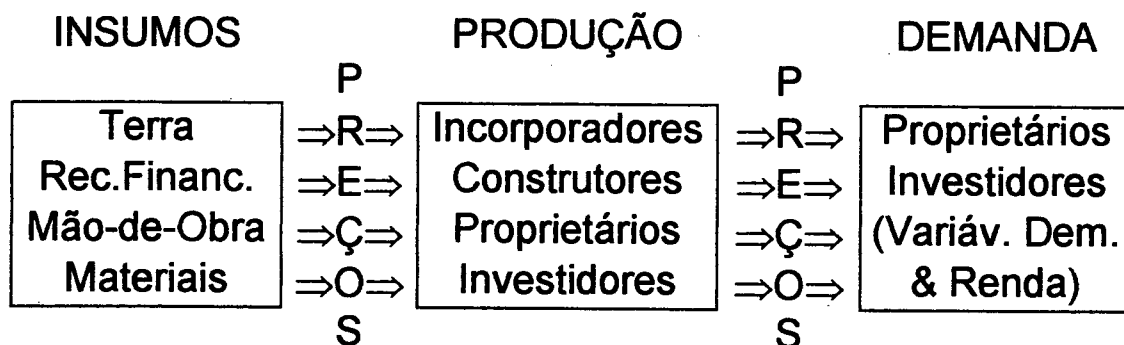 INSUMOS PRODUÇÃO DEMANDA
P P
Terra ⇒R⇒ Incorporadores ⇒R⇒ Proprietários
Rec.Financ. ⇒E⇒ Construtores ⇒E⇒ Investidores
Mão-de-Obra ⇒Ç⇒ Proprietários ⇒Ç⇒ (Variáv. Dem.
Materiais ⇒O⇒ Investidores ⇒O⇒ & Renda)
S S